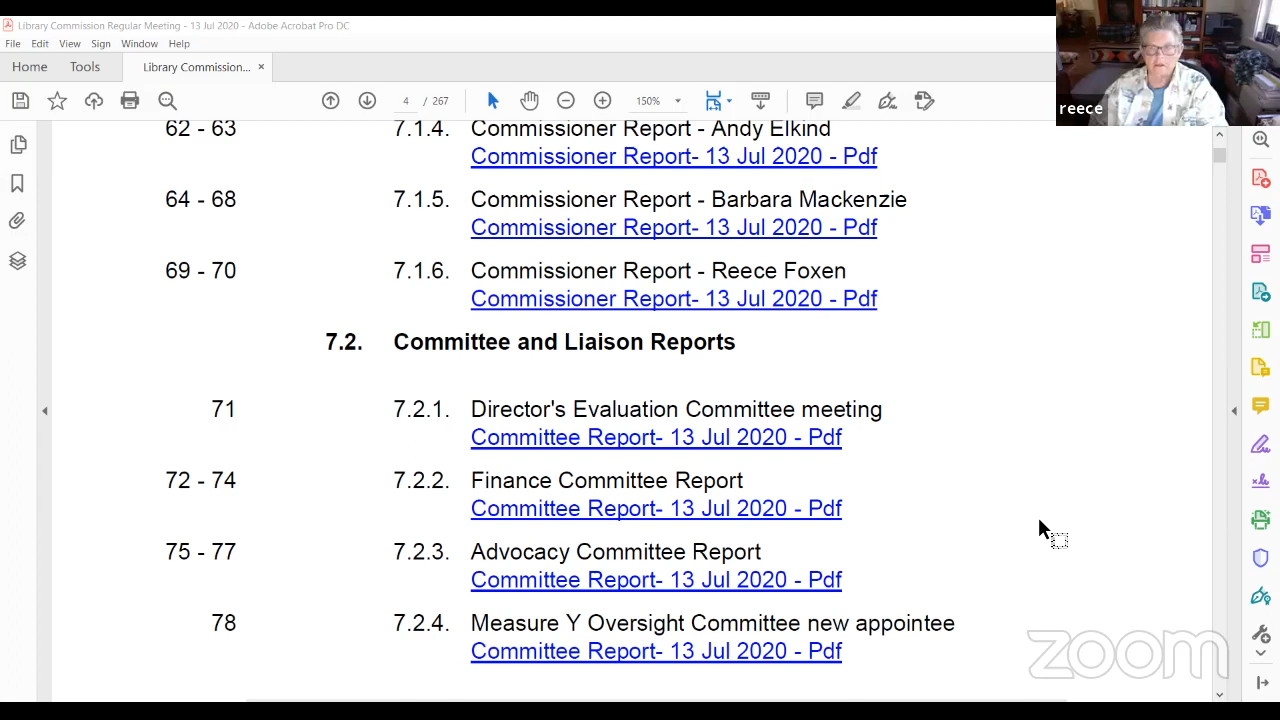 Library Commission Regular Meeting - 13 Jul 2020 - Adobe Acrobat Pro DC
File Edit View Sign Window Help
Home Tools Library Commission... ×
4 / 267 150%
reece
62 - 63 7.1.4. Commissioner Report - Andy Elkind
Commissioner Report- 13 Jul 2020 - Pdf
64 - 68 7.1.5. Commissioner Report - Barbara Mackenzie
Commissioner Report- 13 Jul 2020 - Pdf
69 - 70 7.1.6. Commissioner Report - Reece Foxen
Commissioner Report- 13 Jul 2020 - Pdf
7.2. Committee and Liaison Reports
71 7.2.1. Director's Evaluation Committee meeting
Committee Report- 13 Jul 2020 - Pdf
72 - 74 7.2.2. Finance Committee Report
Committee Report- 13 Jul 2020 - Pdf
75 - 77 7.2.3. Advocacy Committee Report
Committee Report- 13 Jul 2020 - Pdf
78 7.2.4. Measure Y Oversight Committee new appointee
Committee Report- 13 Jul 2020 - Pdf
zoom